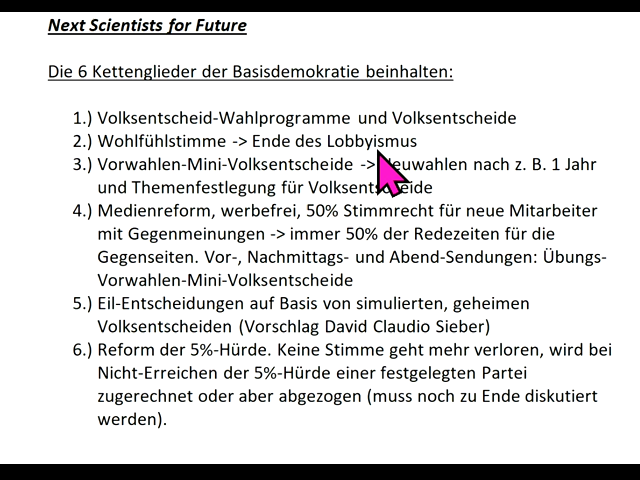 Next Scientists for Future
Die 6 Kettenglieder der Basisdemokratie beinhalten:
1.) Volksentscheid-Wahlprogramme und Volksentscheide
2.) Wohlfühlstimme -> Ende des Lobbyismus
3.) Vorwahlen-Mini-Volksentscheide -> Neuwahlen nach z. B. 1 Jahr
und Themenfestlegung für Volksentscheide
4.) Medienreform, werbefrei, 50% Stimmrecht für neue Mitarbeiter
mit Gegenmeinungen -> immer 50% der Redezeiten für die
Gegenseiten. Vor-, Nachmittags- und Abend-Sendungen: Übungs-
Vorwahlen-Mini-Volksentscheide
5.) Eil-Entscheidungen auf Basis von simulierten, geheimen
Volksentscheiden (Vorschlag David Claudio Sieber)
6.) Reform der 5%-Hürde. Keine Stimme geht mehr verloren, wird bei
Nicht-Erreichen der 5%-Hürde einer festgelegten Partei
zugerechnet oder aber abgezogen (muss noch zu Ende diskutiert
werden).